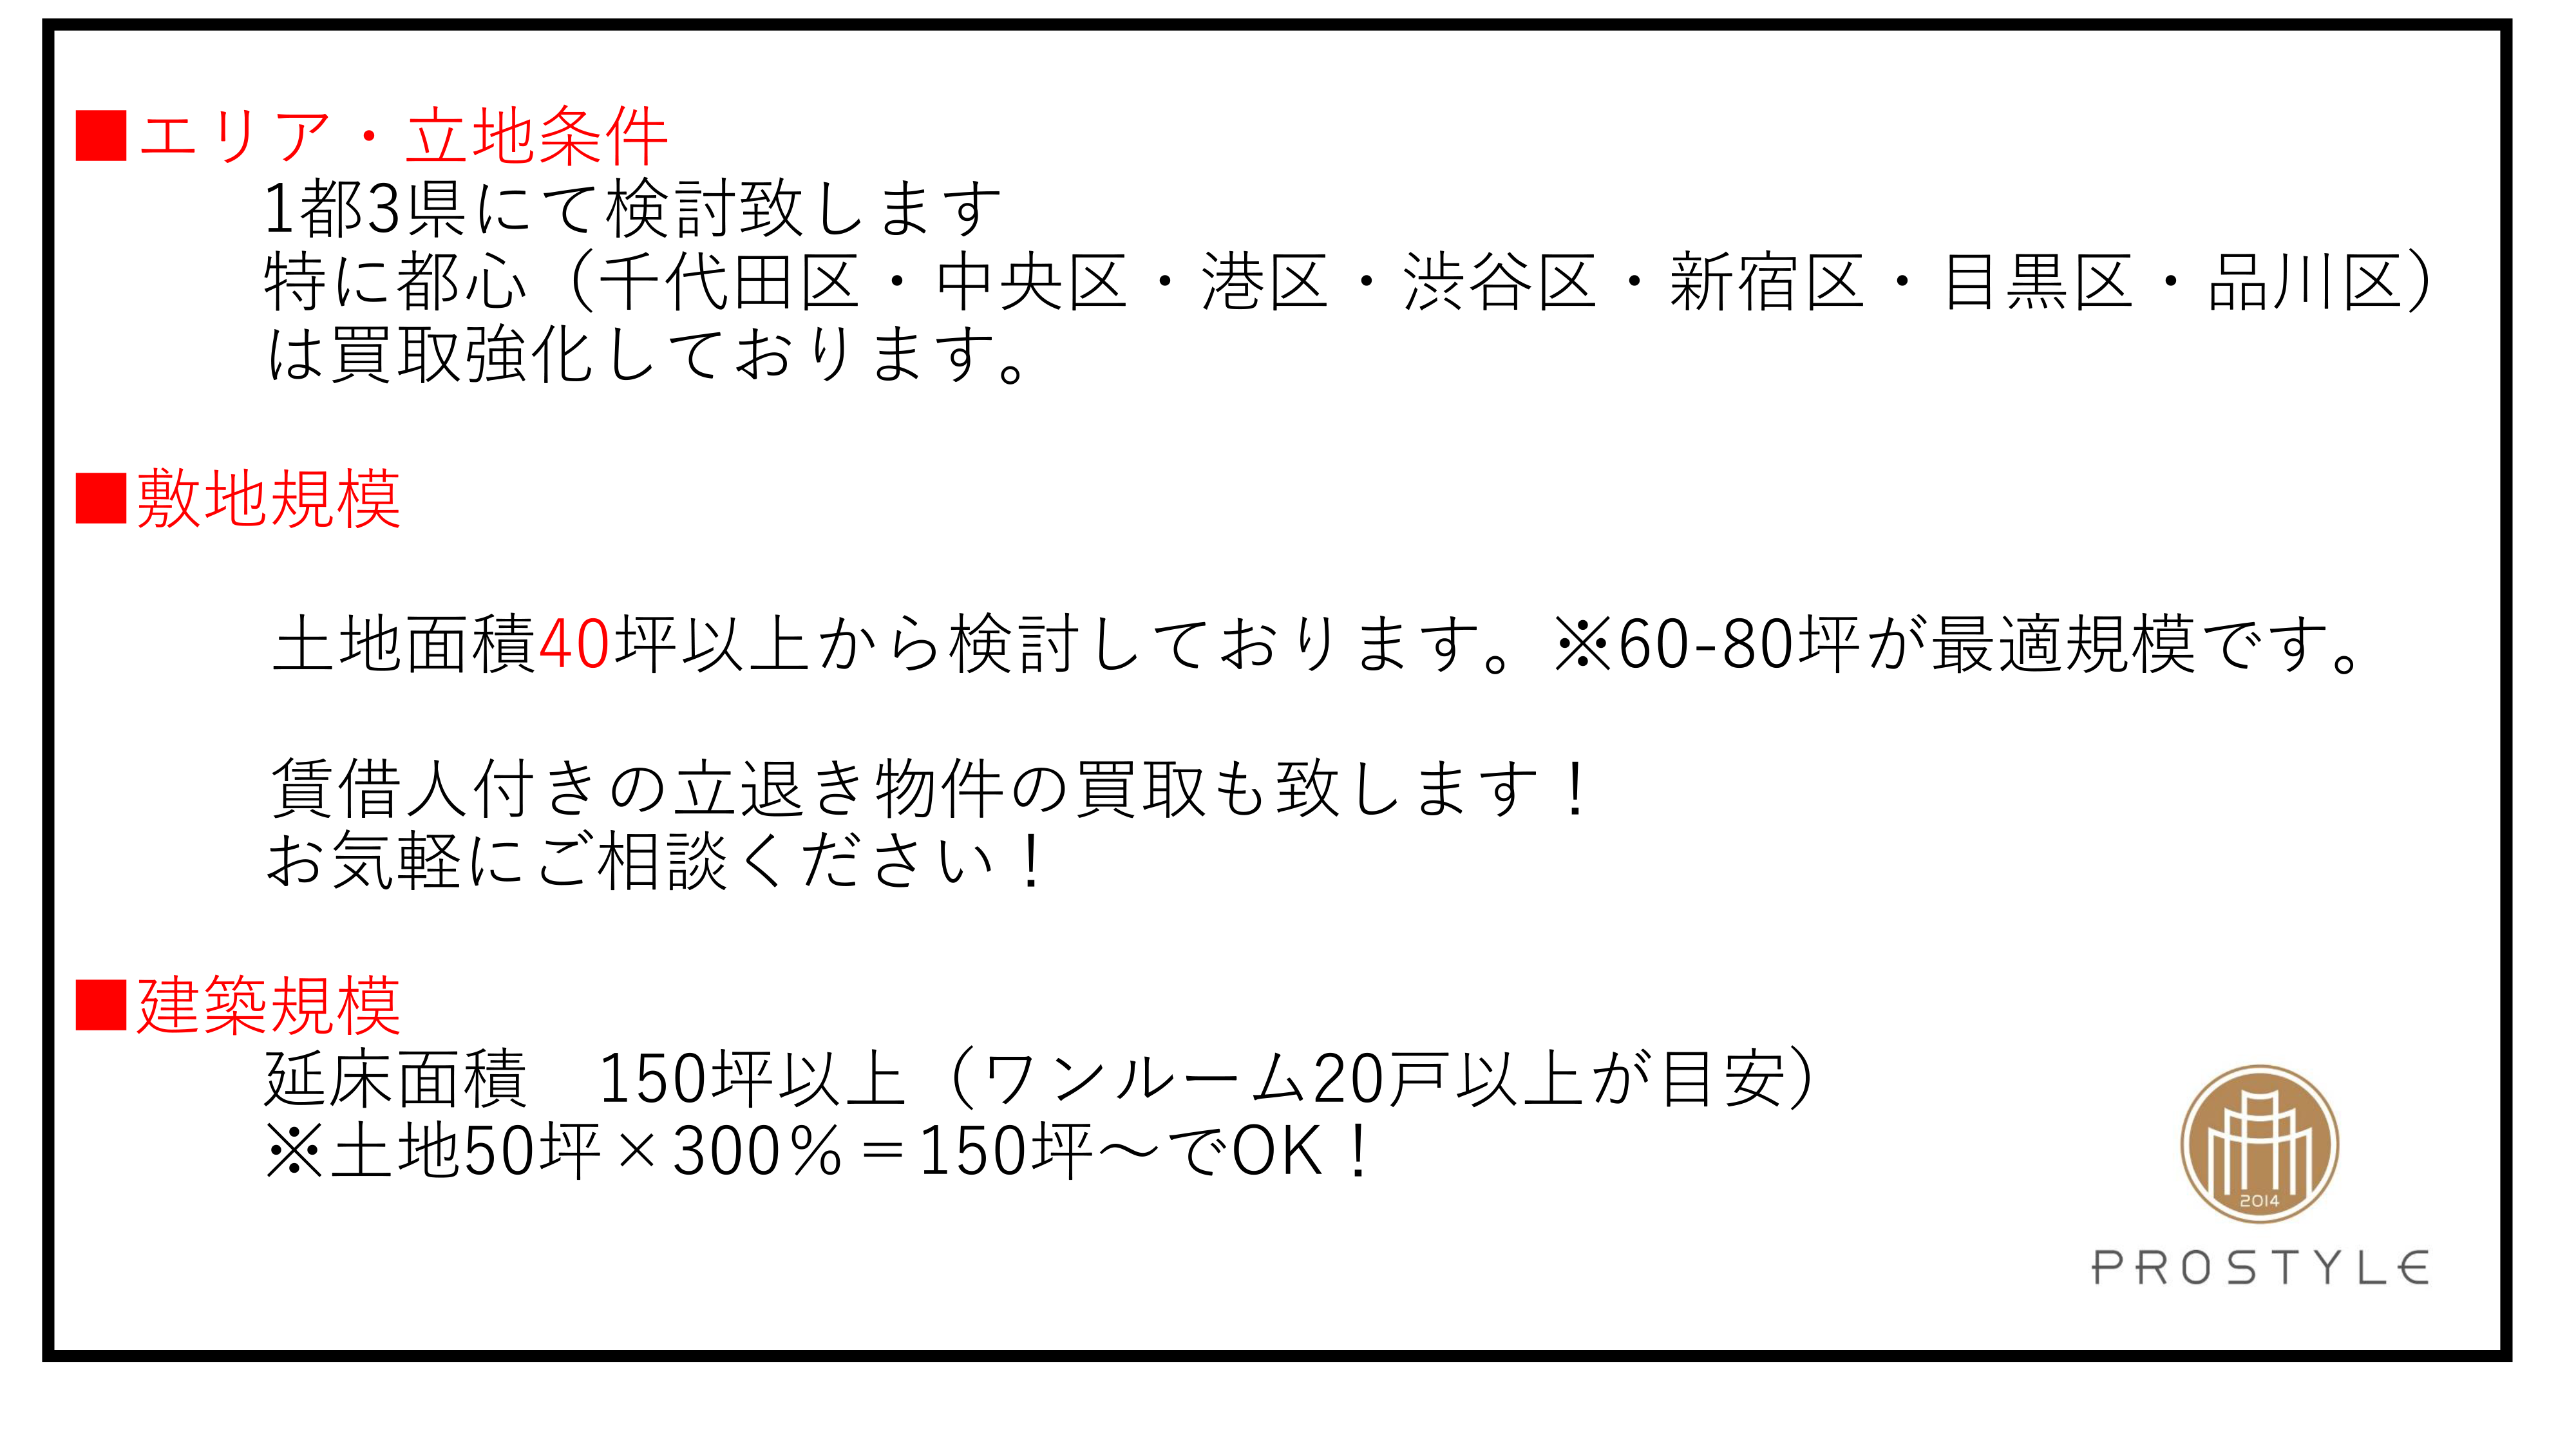 ■エリア・立地条件
1都3県にて検討致します
特に都心（千代田区・中央区・港区・渋谷区・新宿区・目黒区・品川区）
は買取強化しております。
■敷地規模
土地面積40坪以上から検討しております。※60-80坪が最適規模です。
賃借人付きの立退き物件の買取も致します！
お気軽にご相談ください！
■建築規模
延床面積　150坪以上（ワンルーム20戸以上が目安）
※土地50坪×300％＝150坪～でOK！
2014
PROSTYLE